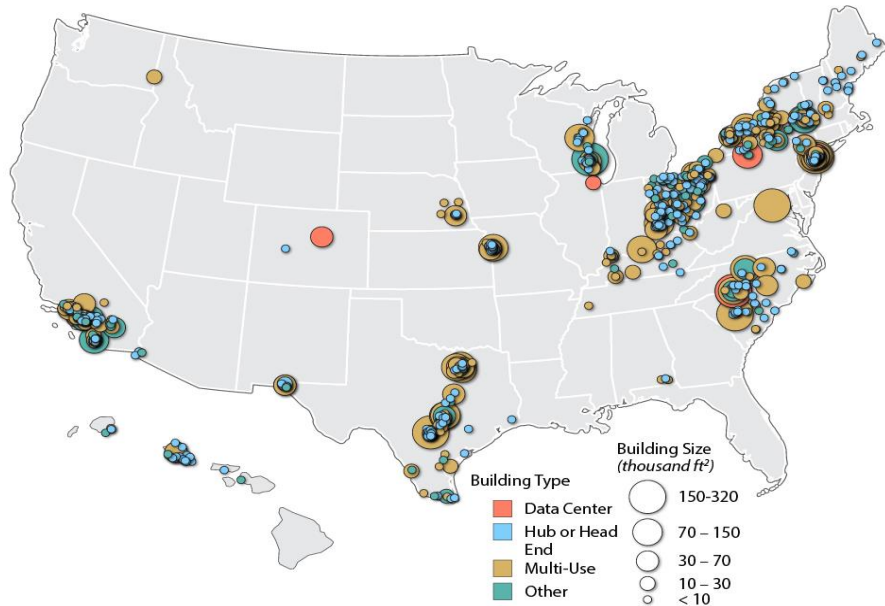 Building Type
Data Center
Hub or Head
End
Multi-Use
Other
Building Size
(thousand ft²)
150-320
70 – 150
30 – 70
10 – 30
< 10